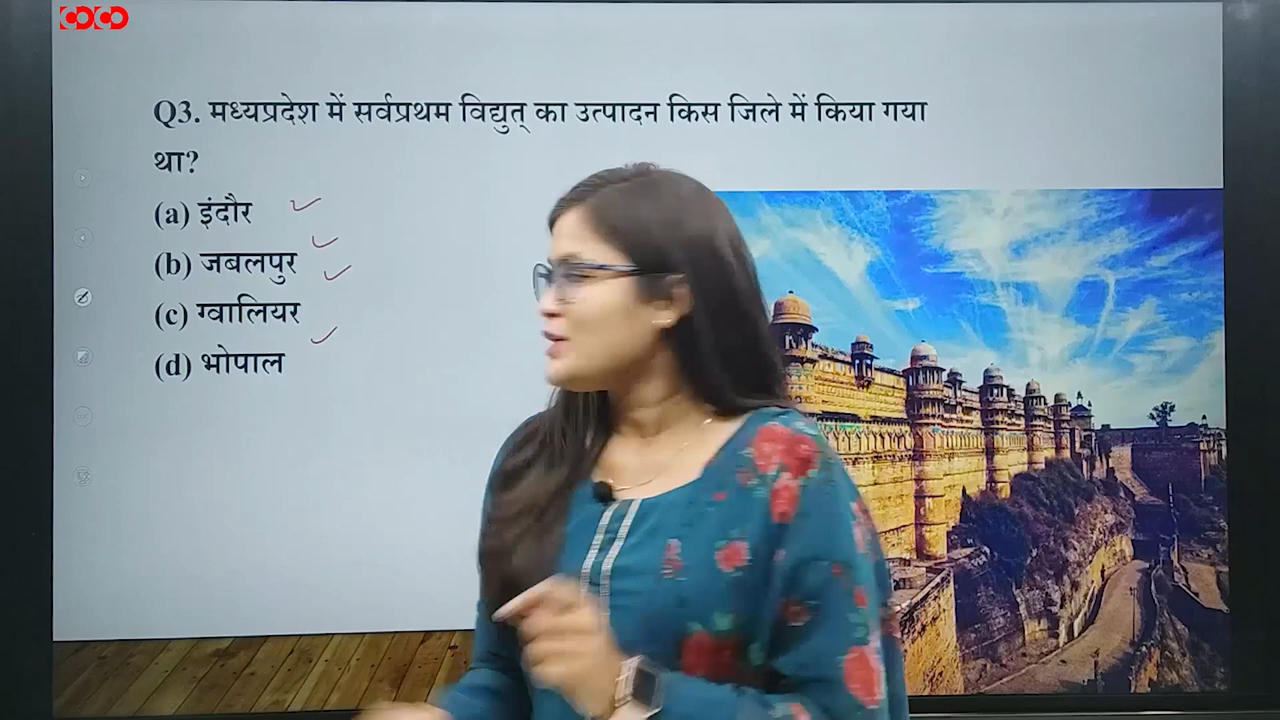 Q3. मध्यप्रदेश में सर्वप्रथम विद्युत् का उत्पादन किस जिले में किया गया
था?
(a) इंदौर
(b) जबलपुर
(c) ग्वालियर
(d) भोपाल